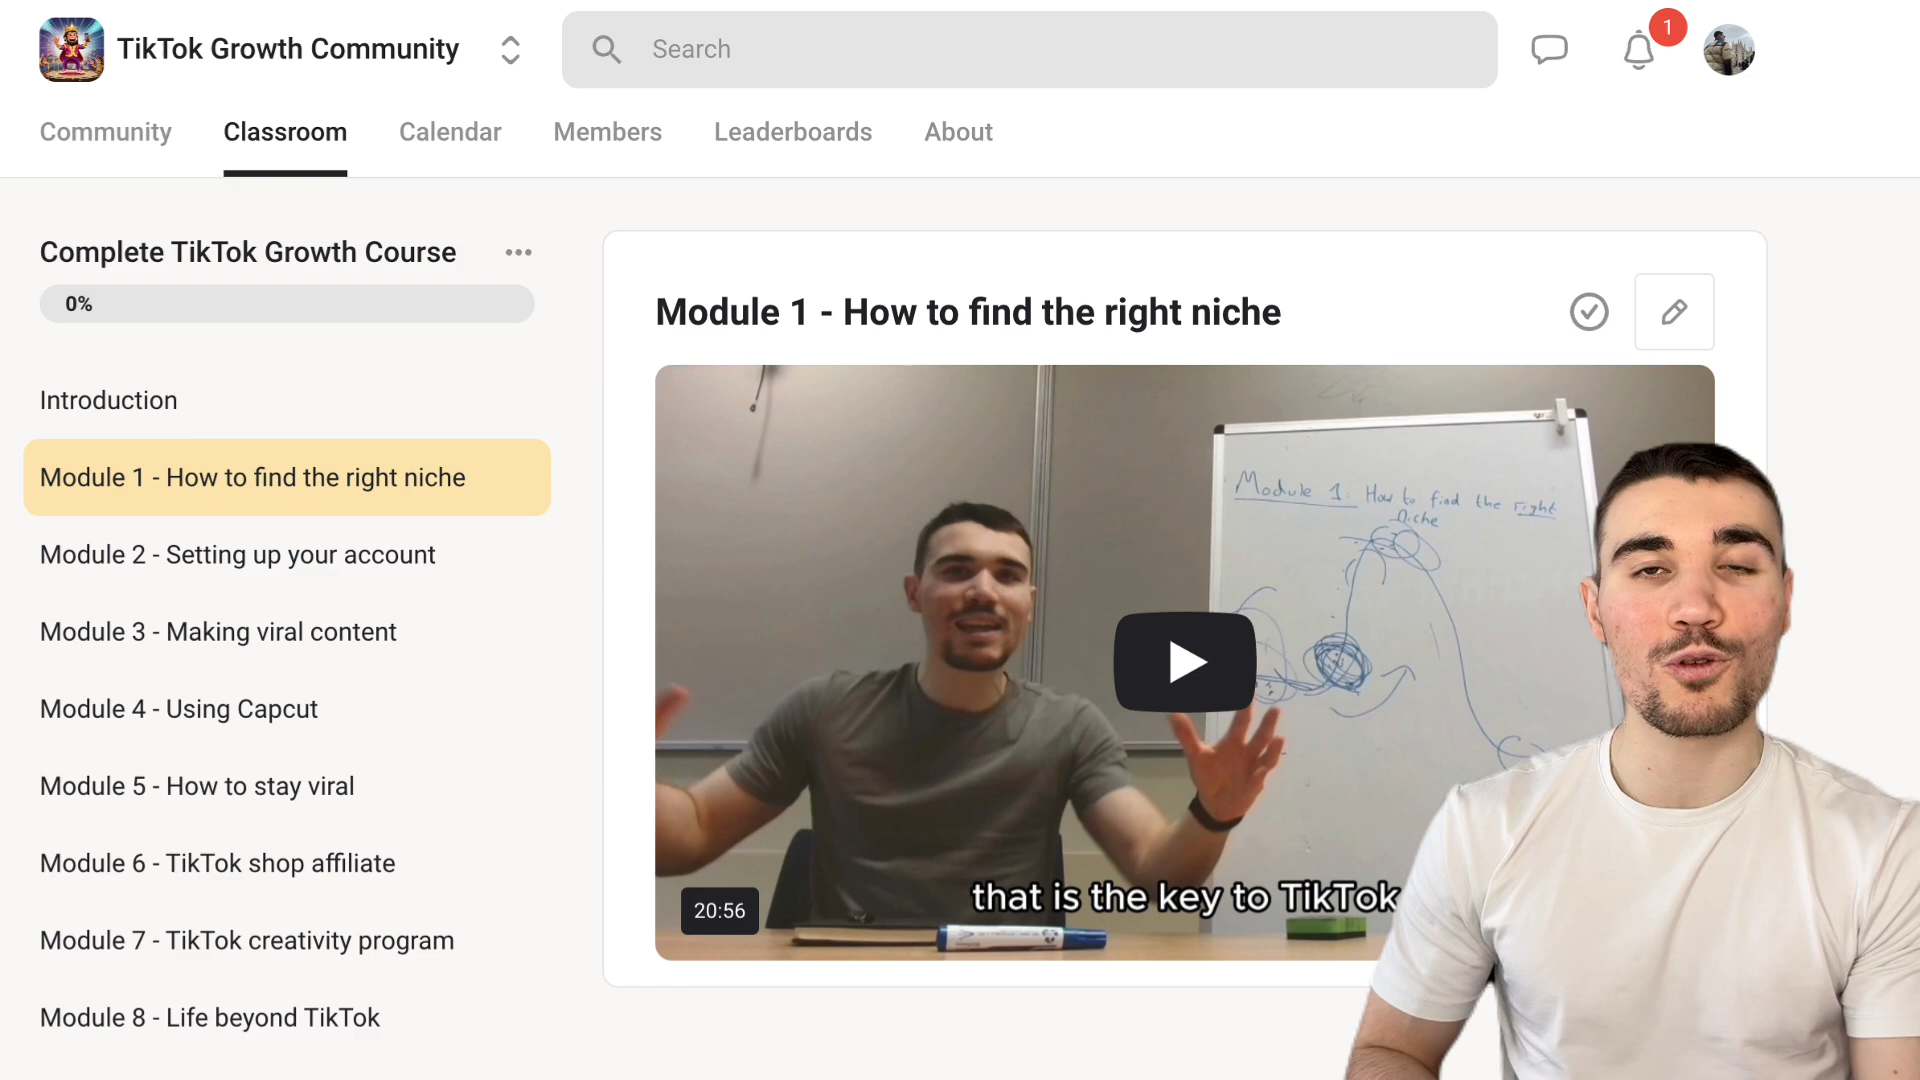 TikTok Growth Community
Search
1
Community
Classroom
Calendar
Members
Leaderboards
About
Complete TikTok Growth Course
0%
Introduction
Module 1 - How to find the right niche
Module 2 - Setting up your account
Module 3 - Making viral content
Module 4 - Using Capcut
Module 5 - How to stay viral
Module 6 - TikTok shop affiliate
Module 7 - TikTok creativity program
Module 8 - Life beyond TikTok
Module 1 - How to find the right niche
Module 1: How to find the right
Niche
that is the key to TikTok
20:56